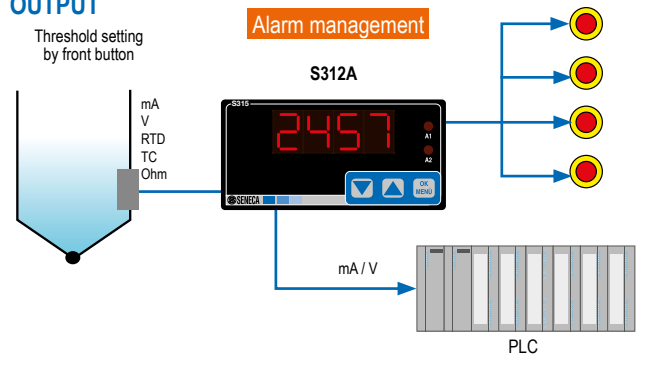 OUTPUT
Threshold setting
by front button
Alarm management
S312A
mA
V
RTD
TC
Ohm
S315
2457
A1
A2
SENECA
OK
MENÙ
mA / V
PLC